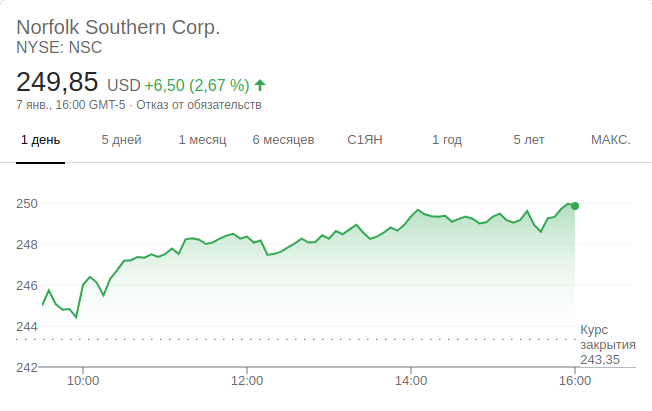 Norfolk Southern Corp.
NYSE: NSC
249,85 USD +6,50 (2,67 %)
7 янв., 16:00 GMT-5 · Отказ от обязательств
1 день 5 дней 1 месяц 6 месяцев С1ЯН 1 год 5 лет МАКС.
250
248
246
244
Курс
закрытия
243,35
242
10:00 12:00 14:00 16:00